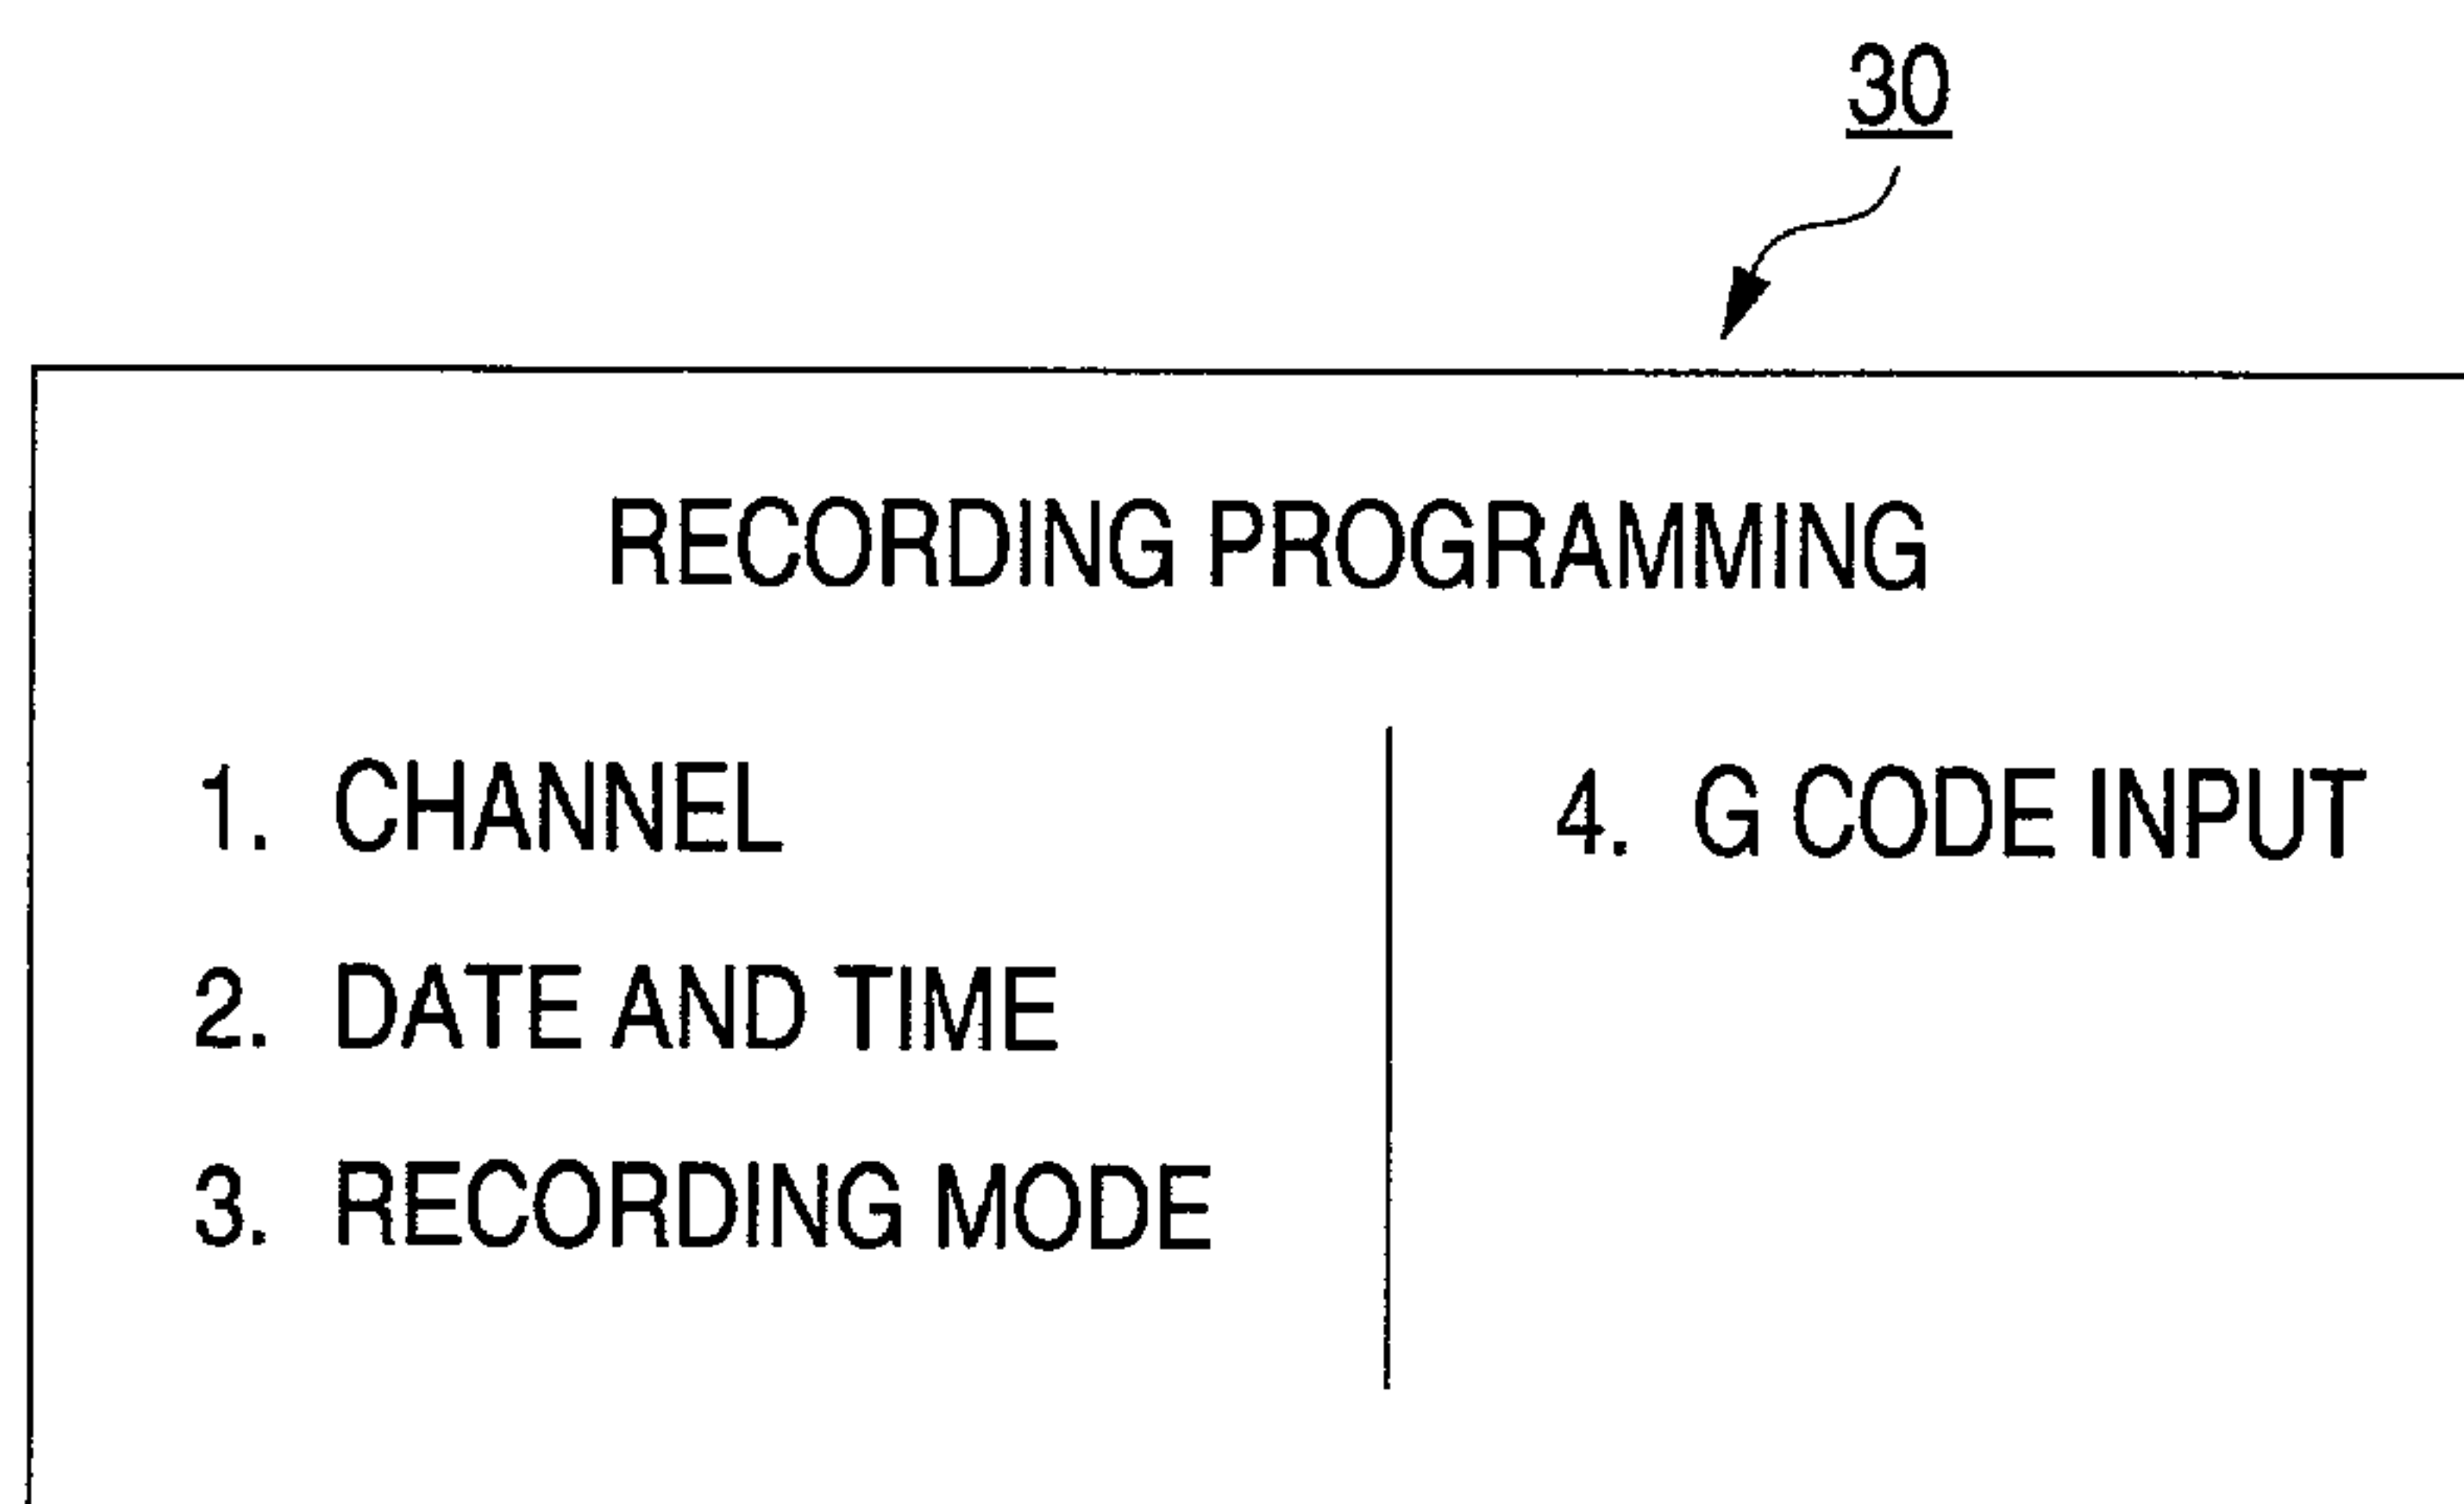 30
RECORDING PROGRAMMING
1. CHANNEL
2. DATE AND TIME
3. RECORDING MODE
4. G CODE INPUT